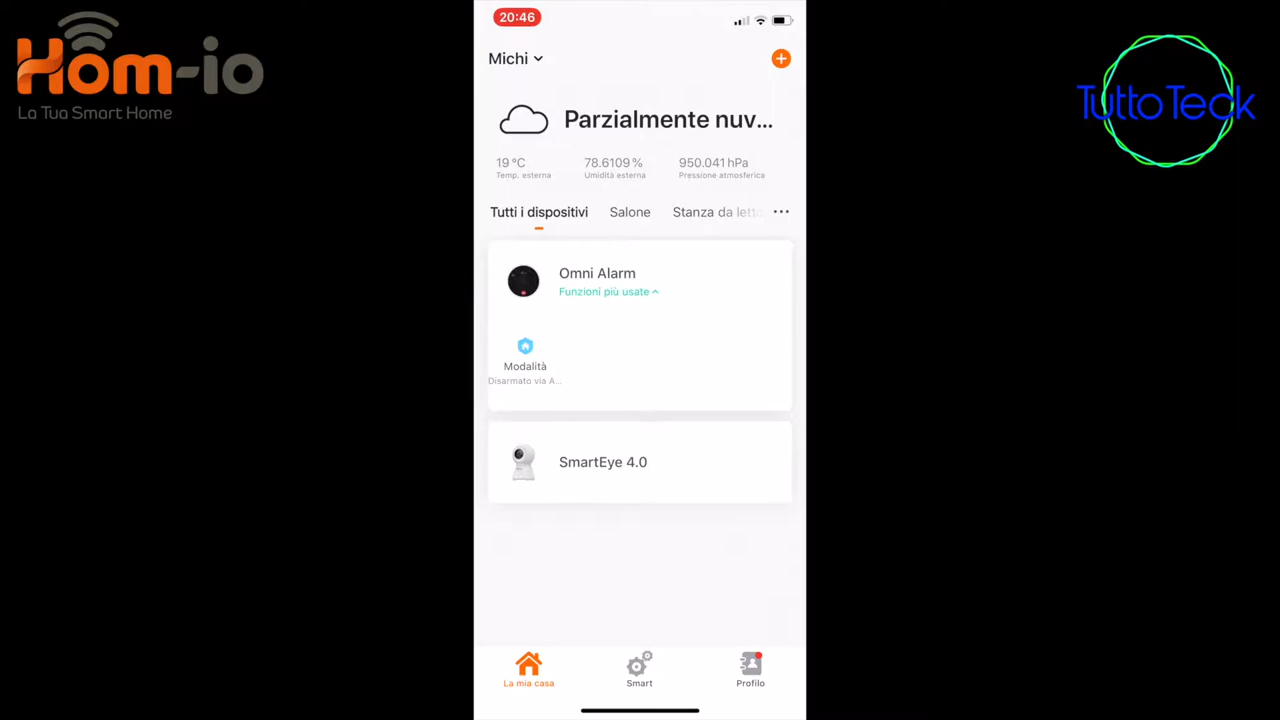 Hom-io
La Tua Smart Home
TuttoTeck
20:46
Michi
Parzialmente nuv...
19 °C
Temp. esterna
78.6109 %
Umidità esterna
950.041 hPa
Pressione atmosferica
Tutti i dispositivi
Salone
Stanza da letto
Omni Alarm
Funzioni più usate
Modalità
Disarmato via A...
SmartEye 4.0
La mia casa
Smart
Profilo